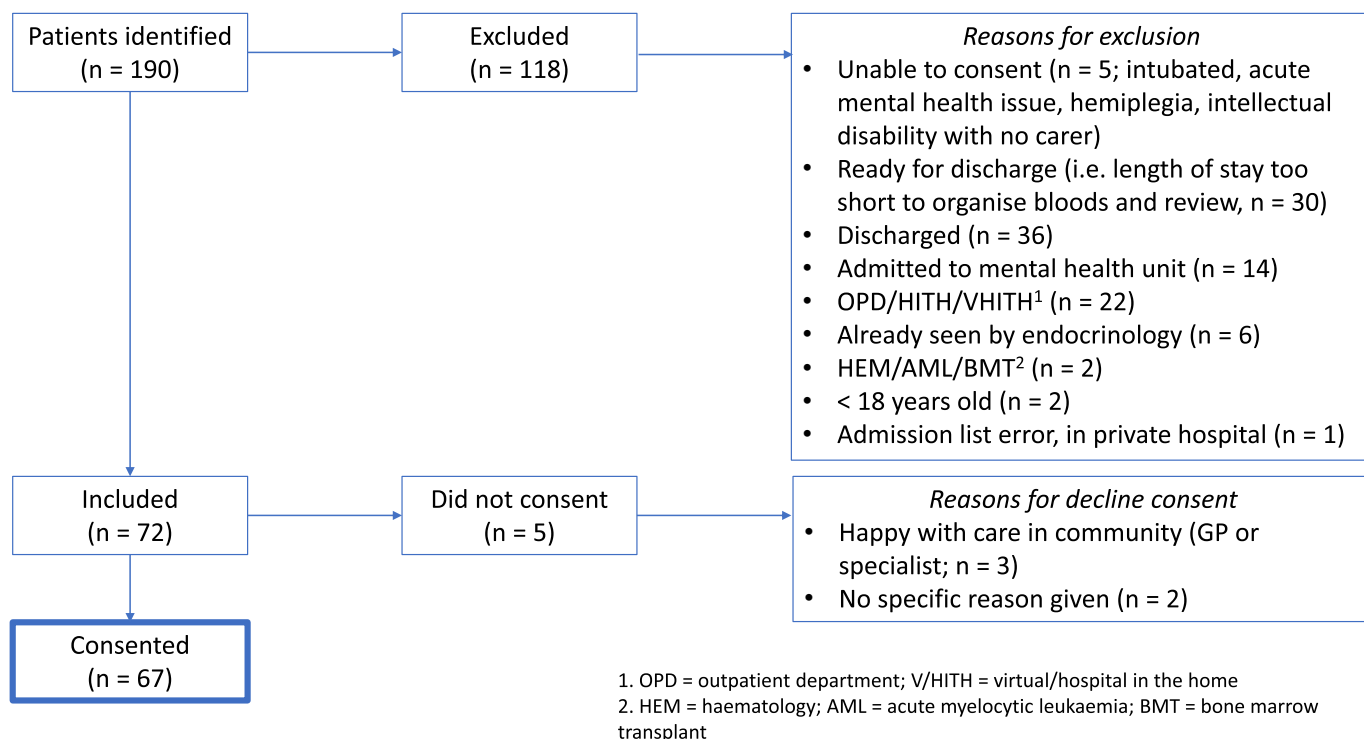 Patients identified
(n = 190)
Excluded
(n = 118)
Reasons for exclusion
• Unable to consent (n = 5; intubated, acute
mental health issue, hemiplegia, intellectual
disability with no carer)
• Ready for discharge (i.e. length of stay too
short to organise bloods and review, n = 30)
• Discharged (n = 36)
• Admitted to mental health unit (n = 14)
• OPD/HITH/VHITH¹ (n = 22)
• Already seen by endocrinology (n = 6)
• HEM/AML/BMT² (n = 2)
• < 18 years old (n = 2)
• Admission list error, in private hospital (n = 1)
Included
(n = 72)
Did not consent
(n = 5)
Reasons for decline consent
• Happy with care in community (GP or
specialist; n = 3)
• No specific reason given (n = 2)
Consented
(n = 67)
1. OPD = outpatient department; V/HITH = virtual/hospital in the home
2. HEM = haematology; AML = acute myelocytic leukaemia; BMT = bone marrow
transplant